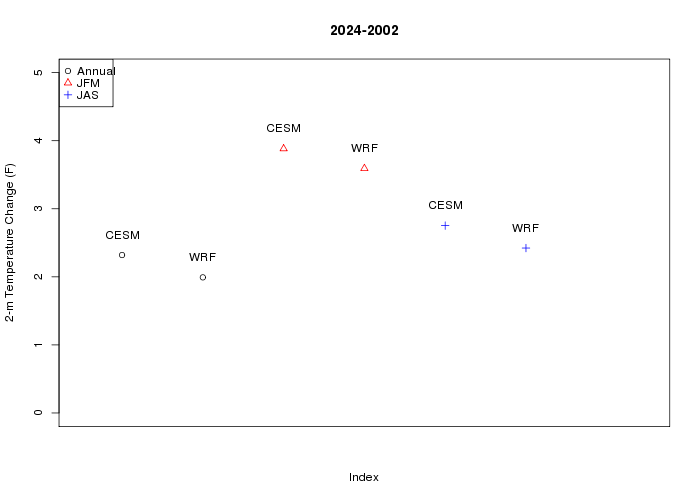 2024-2002
Annual
JFM
JAS
5
4
3
2
1
0
2-m Temperature Change (F)
CESM
WRF
CESM
WRF
CESM
WRF
Index